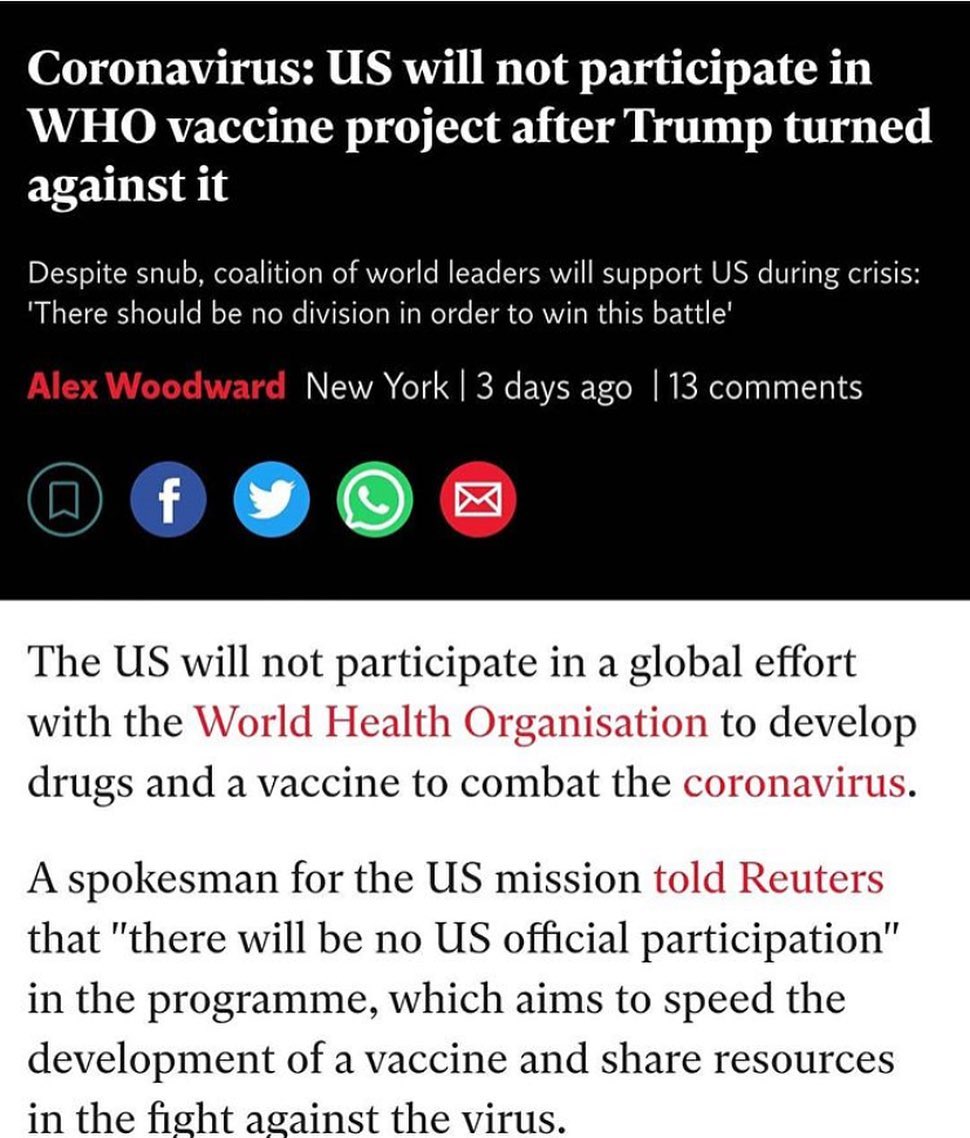 Coronavirus: US will not participate in
WHO vaccine project after Trump turned
against it
Despite snub, coalition of world leaders will support US during crisis:
'There should be no division in order to win this battle'
Alex Woodward New York | 3 days ago | 13 comments
The US will not participate in a global effort
with the World Health Organisation to develop
drugs and a vaccine to combat the coronavirus.
A spokesman for the US mission told Reuters
that "there will be no US official participation"
in the programme, which aims to speed the
development of a vaccine and share resources
in the fight against the virus.